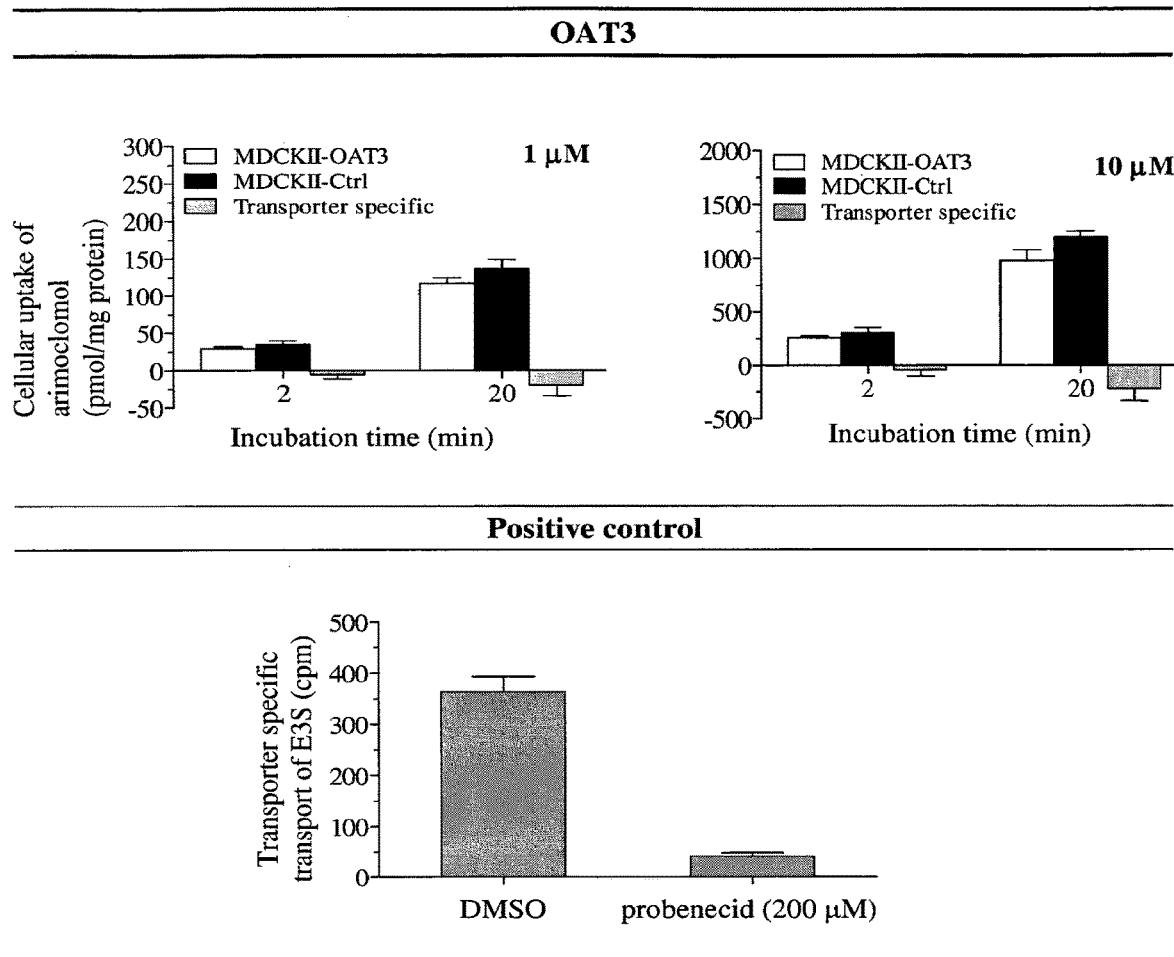 OAT3
MDCKII-OAT3
MDCKII-Ctrl
Transporter specific
1 µM
300
250
200
150
100
50
0
-50
2
20
Cellular uptake of
arimoclomol
(pmol/mg protein)
Incubation time (min)
MDCKII-OAT3
MDCKII-Ctrl
Transporter specific
10 µM
2000
1500
1000
500
0
-500
2
20
Incubation time (min)
Positive control
Transporter specific
transport of E3S (cpm)
500
400
300
200
100
0
DMSO
probenecid (200 µM)